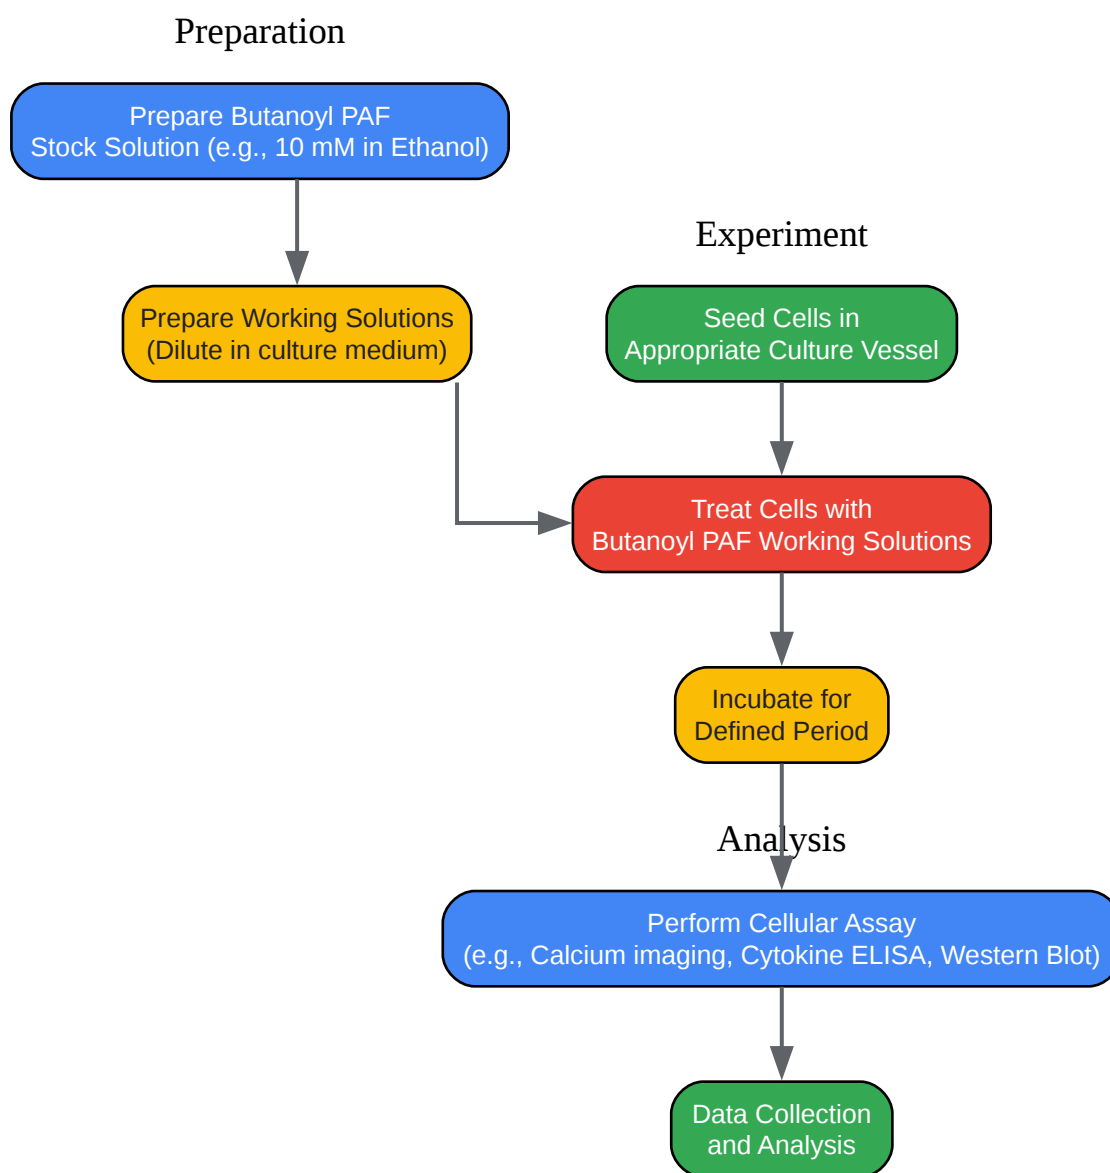 Preparation
Prepare Butanoyl PAF
Stock Solution (e.g., 10 mM in Ethanol)
Prepare Working Solutions
(Dilute in culture medium)
Experiment
Seed Cells in
Appropriate Culture Vessel
Treat Cells with
Butanoyl PAF Working Solutions
Incubate for
Defined Period
Analysis
Perform Cellular Assay
(e.g., Calcium imaging, Cytokine ELISA, Western Blot)
Data Collection
and Analysis